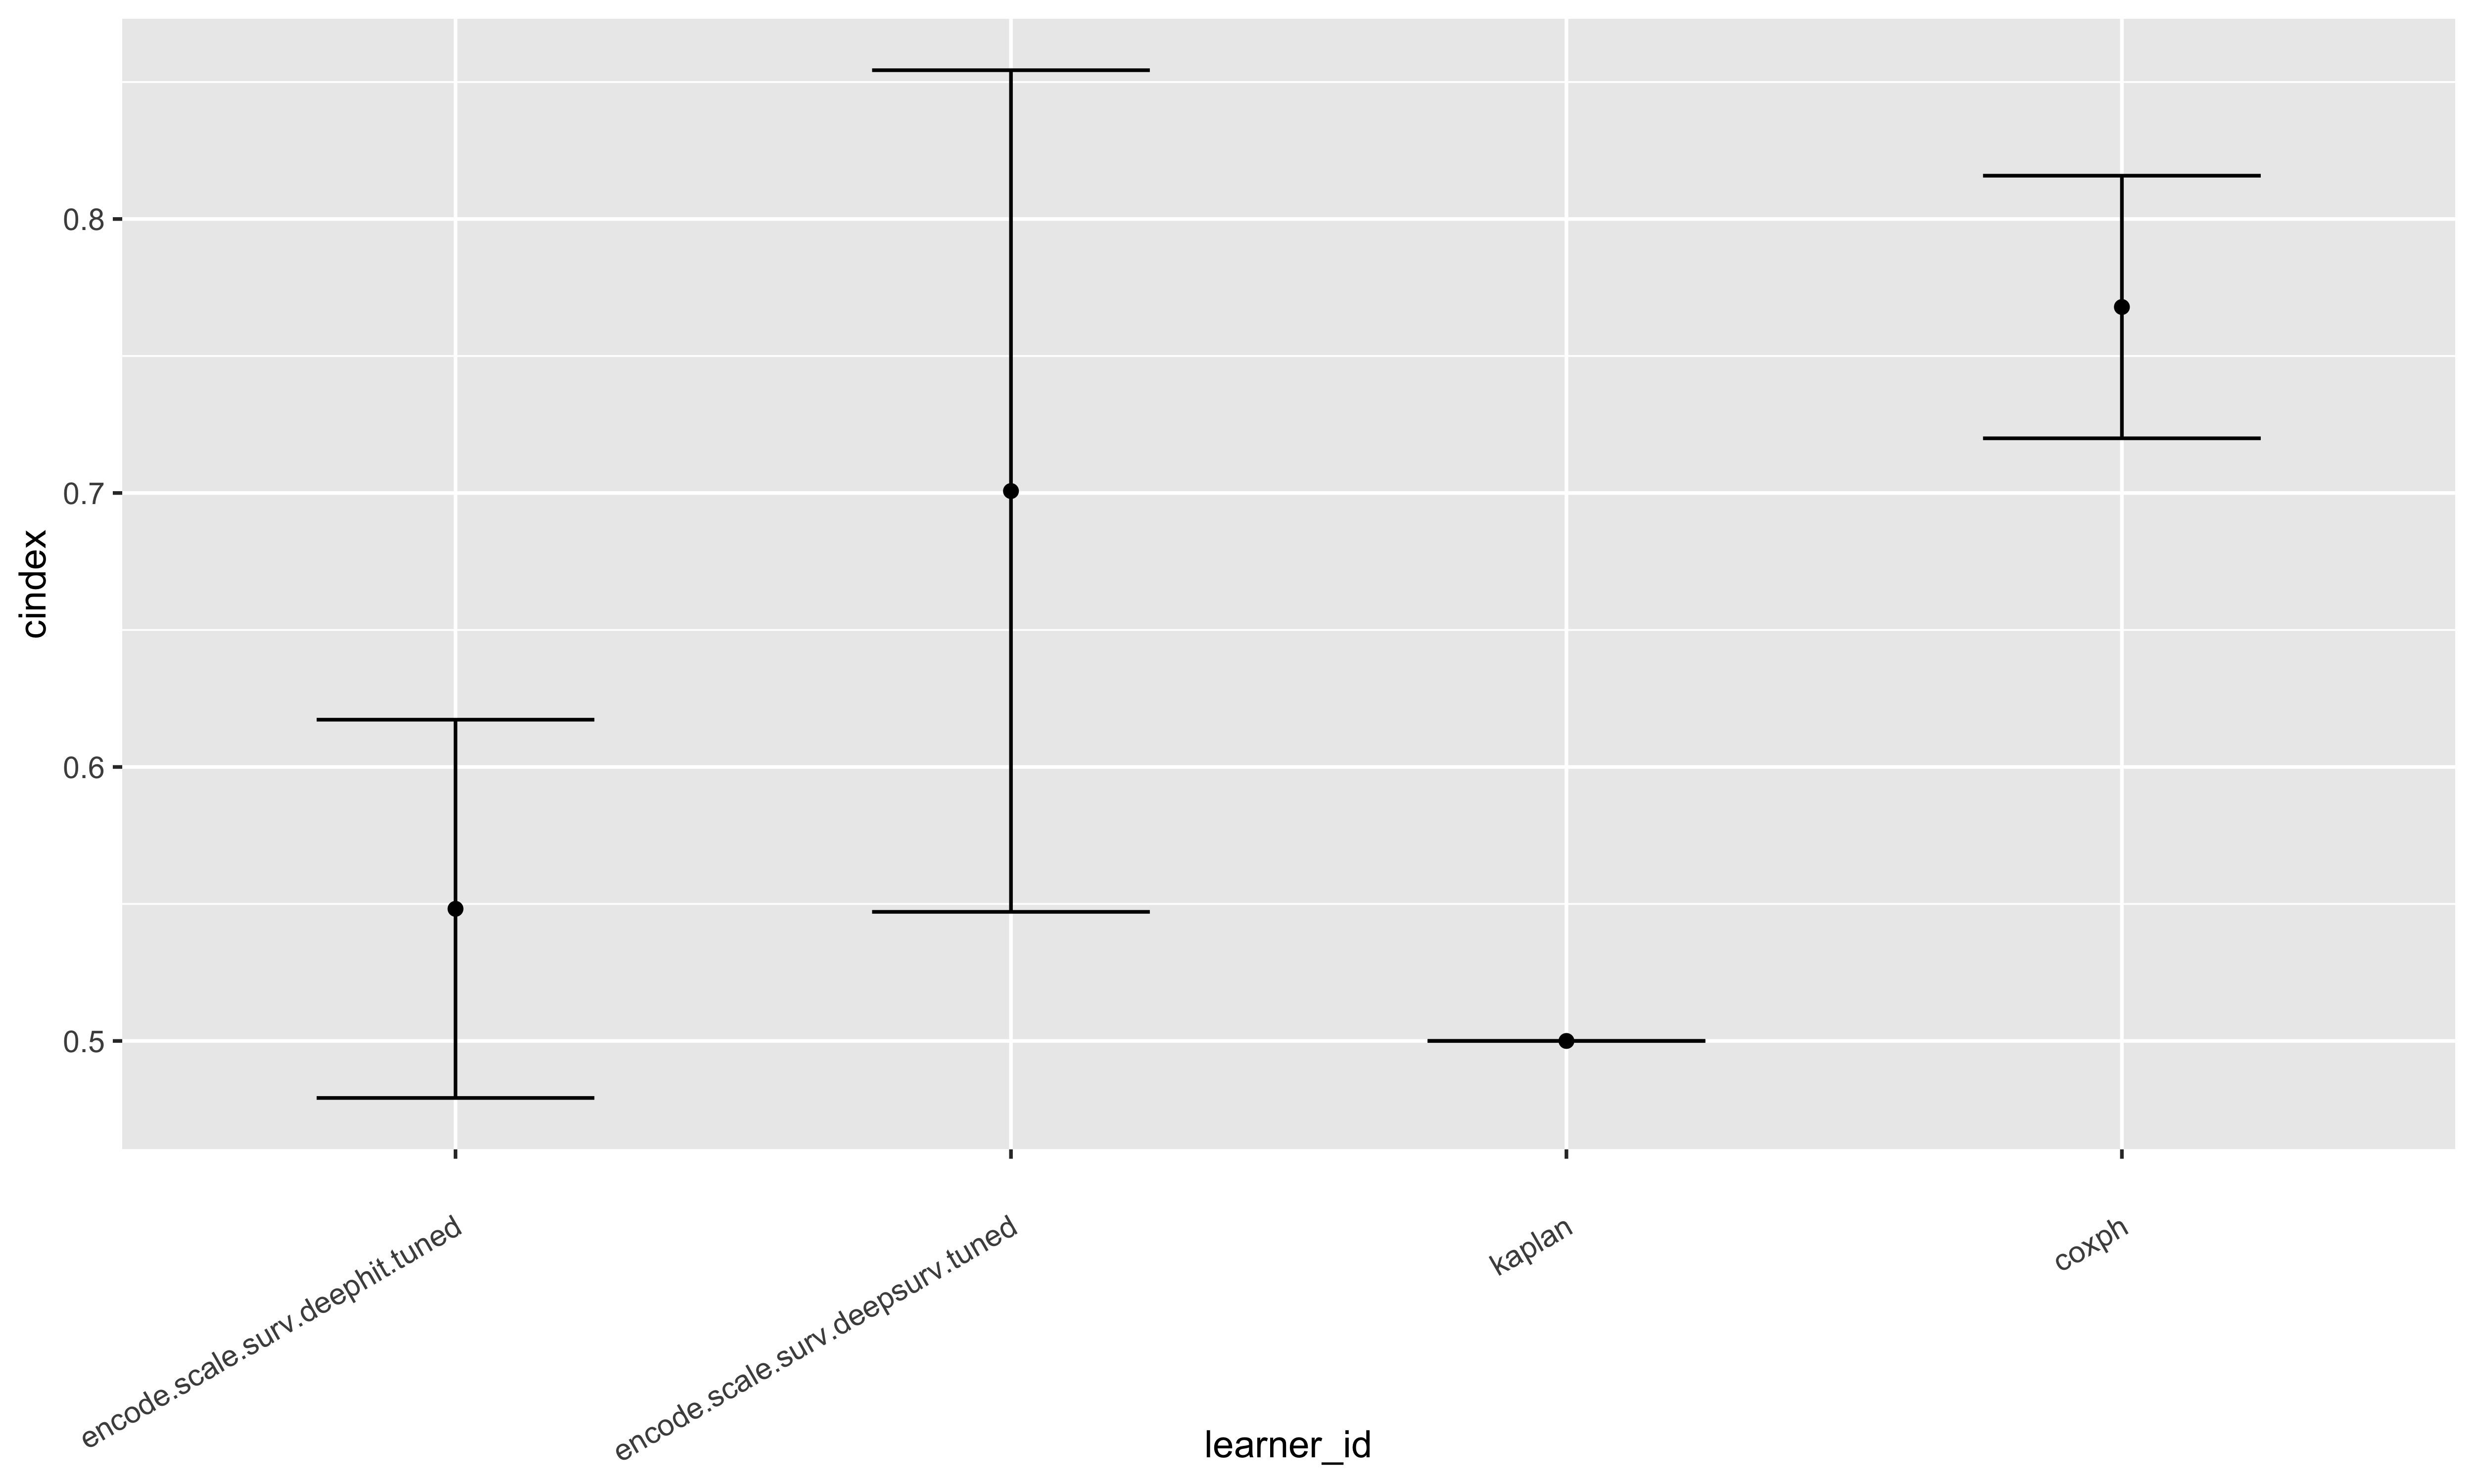 cindex
0.8
0.7
0.6
0.5
encode.scale.surv.deephit.tuned
encode.scale.surv.deepsurv.tuned
kaplan
coxph
learner_id